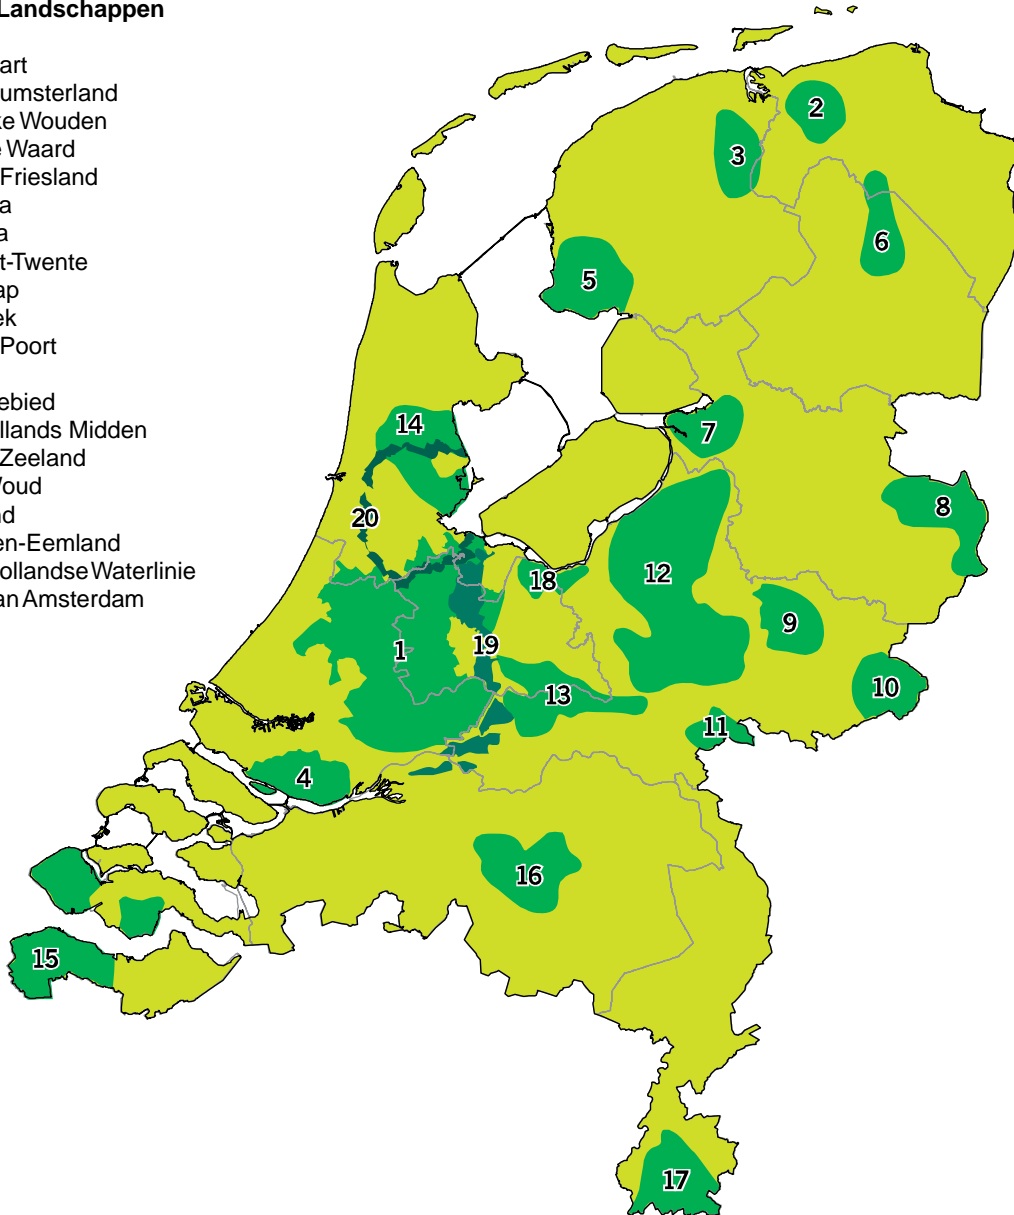 Landschappen
art
umsterland
ke Wouden
e Waard
Friesland
a
a
t-Twente
ap
ek
Poort
ebied
llands Midden
Zeeland
Woud
nd
en-Eemland
ollandse Waterlinie
an Amsterdam
2
3
6
5
14
7
8
20
12
18
9
1
19
10
13
11
4
16
15
17